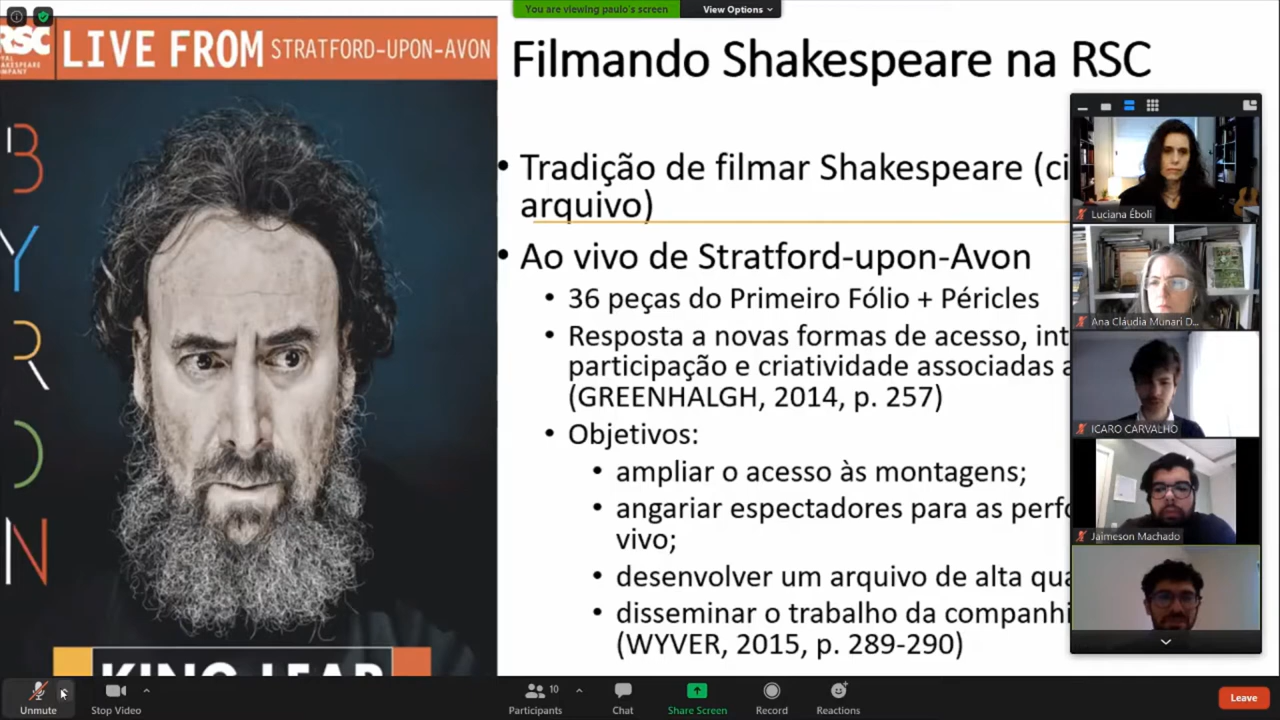 You are viewing paulo's screen
View Options
RSC
LIVE FROM STRATFORD-UPON-AVON
BYRON
Filmando Shakespeare na RSC
• Tradição de filmar Shakespeare (ci
arquivo)
• Ao vivo de Stratford-upon-Avon
• 36 peças do Primeiro Fólio + Péricles
• Resposta a novas formas de acesso, int
participação e criatividade associadas a
(GREENHALGH, 2014, p. 257)
• Objetivos:
• ampliar o acesso às montagens;
• angariar espectadores para as perfo
vivo;
• desenvolver um arquivo de alta qua
• disseminar o trabalho da companhi
(WYVER, 2015, p. 289-290)
KING LEAR
Luciana Éboli
Ana Cláudia Munari D...
ICARO CARVALHO
Jaimeson Machado
Unmute
Stop Video
Participants
10
Chat
Share Screen
Record
Reactions
Leave